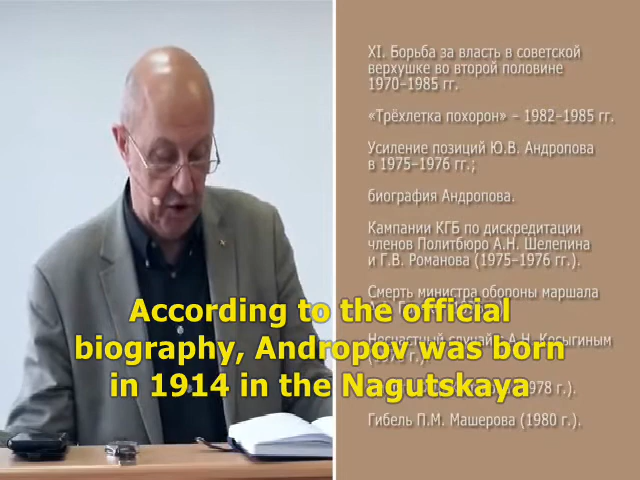 XI. Борьба за власть в советской
верхушке во второй половине
1970-1985 гг.
«Трёхлетка похорон» – 1982-1985 гг.
Усиление позиций Ю.В. Андропова
в 1975-1976 гг.;
биография Андропова.
Кампании КГБ по дискредитации
членов Политбюро А.Н. Шелепина
и Г.В. Романова (1975-1976 гг.).
Смерть министра обороны маршала
Несчастный случай с А.Н. Косыгиным
г.).
Гибель П.М. Машерова (1980 г.).
According to the official
biography, Andropov was born
in 1914 in the Nagutskaya